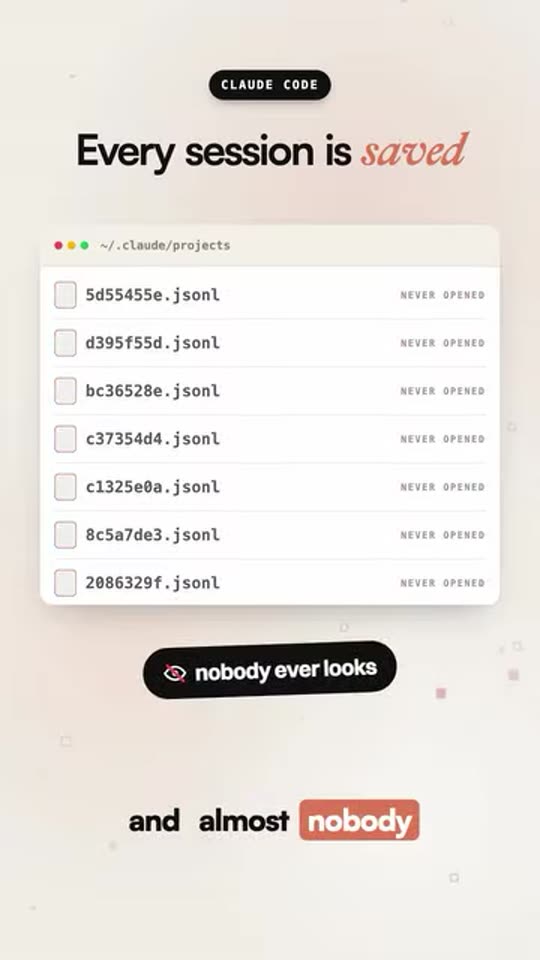 CLAUDE CODE
Every session is saved
~/.claude/projects
5d55455e.jsonl NEVER OPENED
d395f55d.jsonl NEVER OPENED
bc36528e.jsonl NEVER OPENED
c37354d4.jsonl NEVER OPENED
c1325e0a.jsonl NEVER OPENED
8c5a7de3.jsonl NEVER OPENED
2086329f.jsonl NEVER OPENED
nobody ever looks
and almost nobody